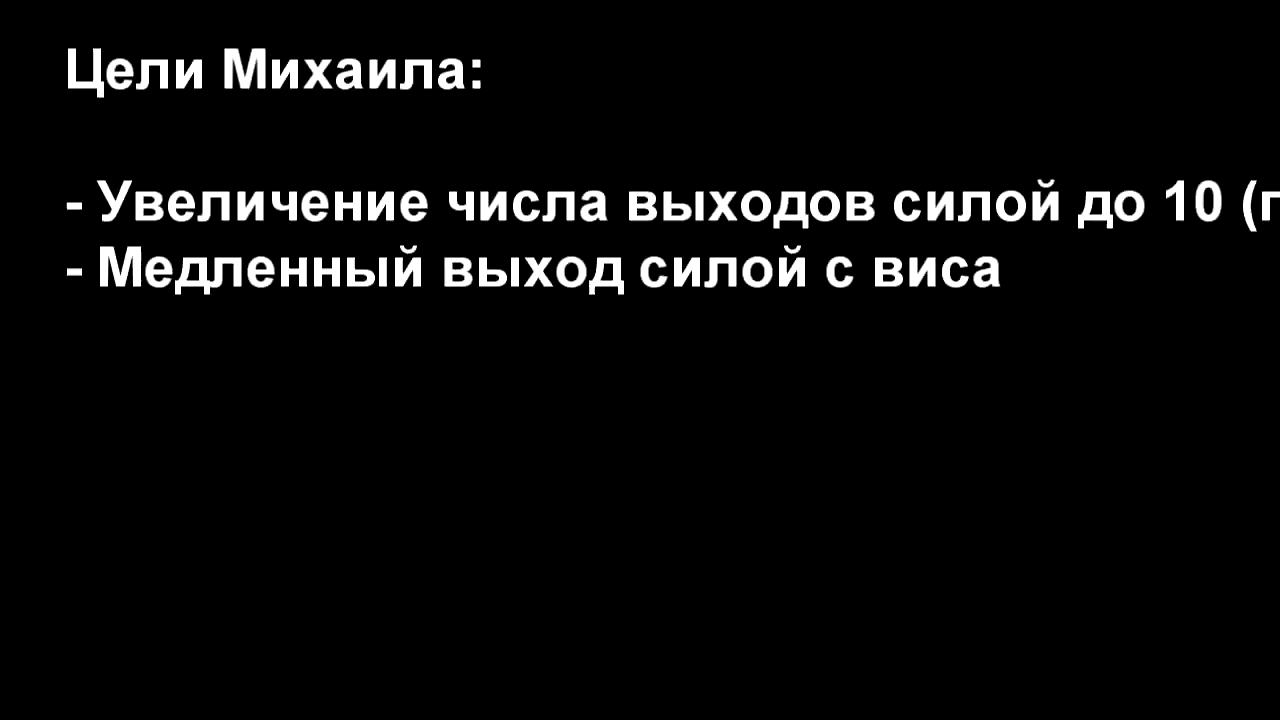 Цели Михаила:
- Увеличение числа выходов силой до 10 (
- Медленный выход силой с виса